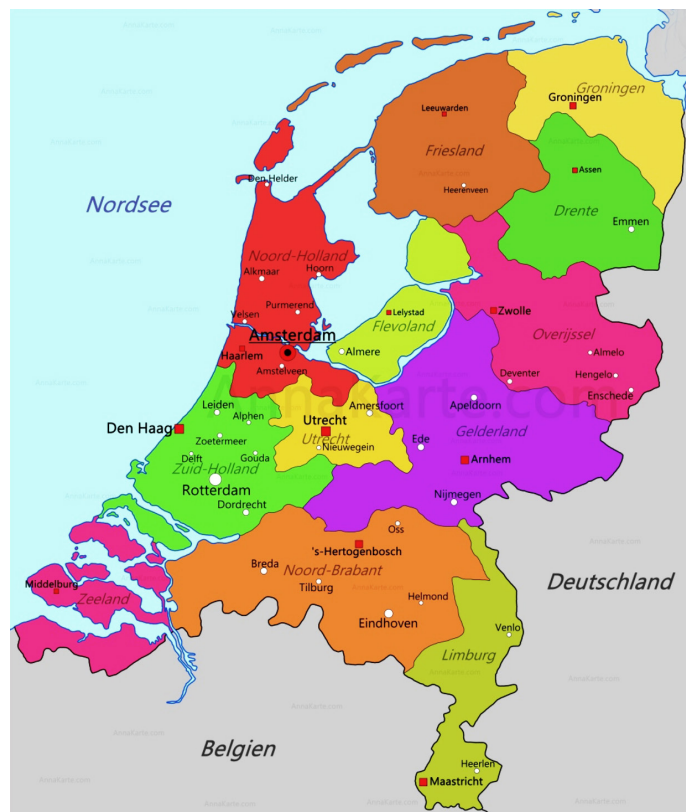 Groningen
Groningen
Leeuwarden
Friesland
Assen
Heerenveen
Drente
Emmen
Den Helder
Nordsee
Noord-Holland
Alkmaar
Hoorn
Purmerend
Velsen
Lelystad
Flevoland
Zwolle
Overijssel
Amsterdam
Haarlem
Almere
Amstelveen
Almelo
Hengelo
Deventer
Enschede
AnnaKarte.com
Leiden
Alphen
Amersfoort
Apeldoorn
Den Haag
Utrecht
Utrecht
Gelderland
Zoetermeer
Nieuwegein
Ede
Delft
Gouda
Arnhem
Zuid-Holland
Rotterdam
Dordrecht
Nijmegen
Oss
's-Hertogenbosch
Breda
Noord-Brabant
Tilburg
Deutschland
Middelburg
Zeeland
Helmond
Eindhoven
Venlo
Limburg
Belgien
Heerlen
Maastricht